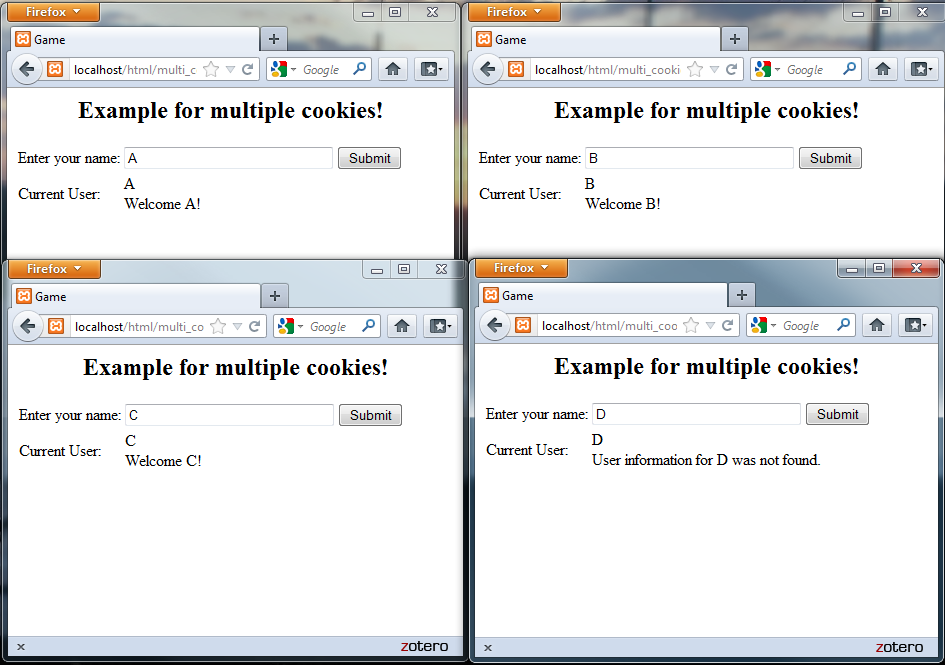 Firefox
Game
localhost/html/multi_c
Google
Example for multiple cookies!
Enter your name: A Submit
Current User: A
Welcome A!
Firefox
Game
localhost/html/multi_cooki
Google
Example for multiple cookies!
Enter your name: B Submit
Current User: B
Welcome B!
Firefox
Game
localhost/html/multi_co
Google
Example for multiple cookies!
Enter your name: C Submit
Current User: C
Welcome C!
x zotero
Firefox
Game
localhost/html/multi_coo
Google
Example for multiple cookies!
Enter your name: D Submit
Current User: D
User information for D was not found.
x zotero